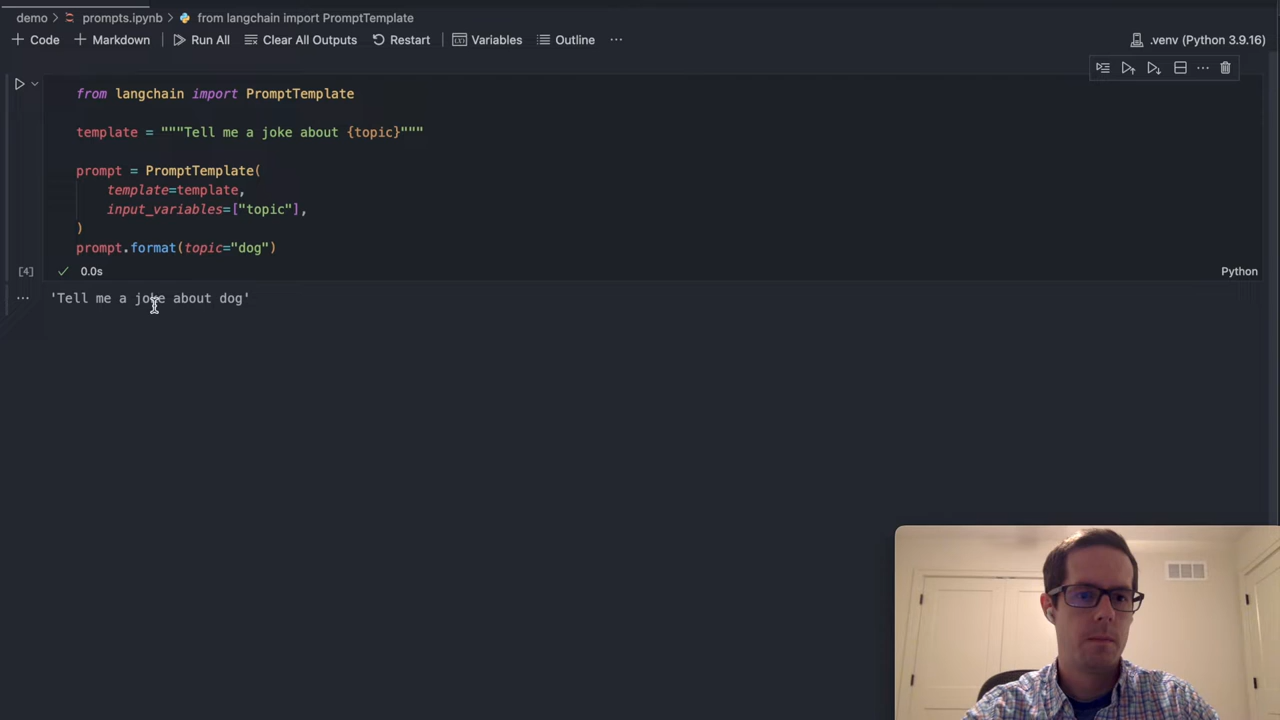 demo > prompts.ipynb > from langchain import PromptTemplate
+ Code + Markdown Run All Clear All Outputs Restart Variables Outline ... .venv (Python 3.9.16)
from langchain import PromptTemplate
template = """Tell me a joke about {topic}"""
prompt = PromptTemplate(
template=template,
input_variables=["topic"],
)
prompt.format(topic="dog")
[4] ✓ 0.0s Python
'Tell me a joke about dog'